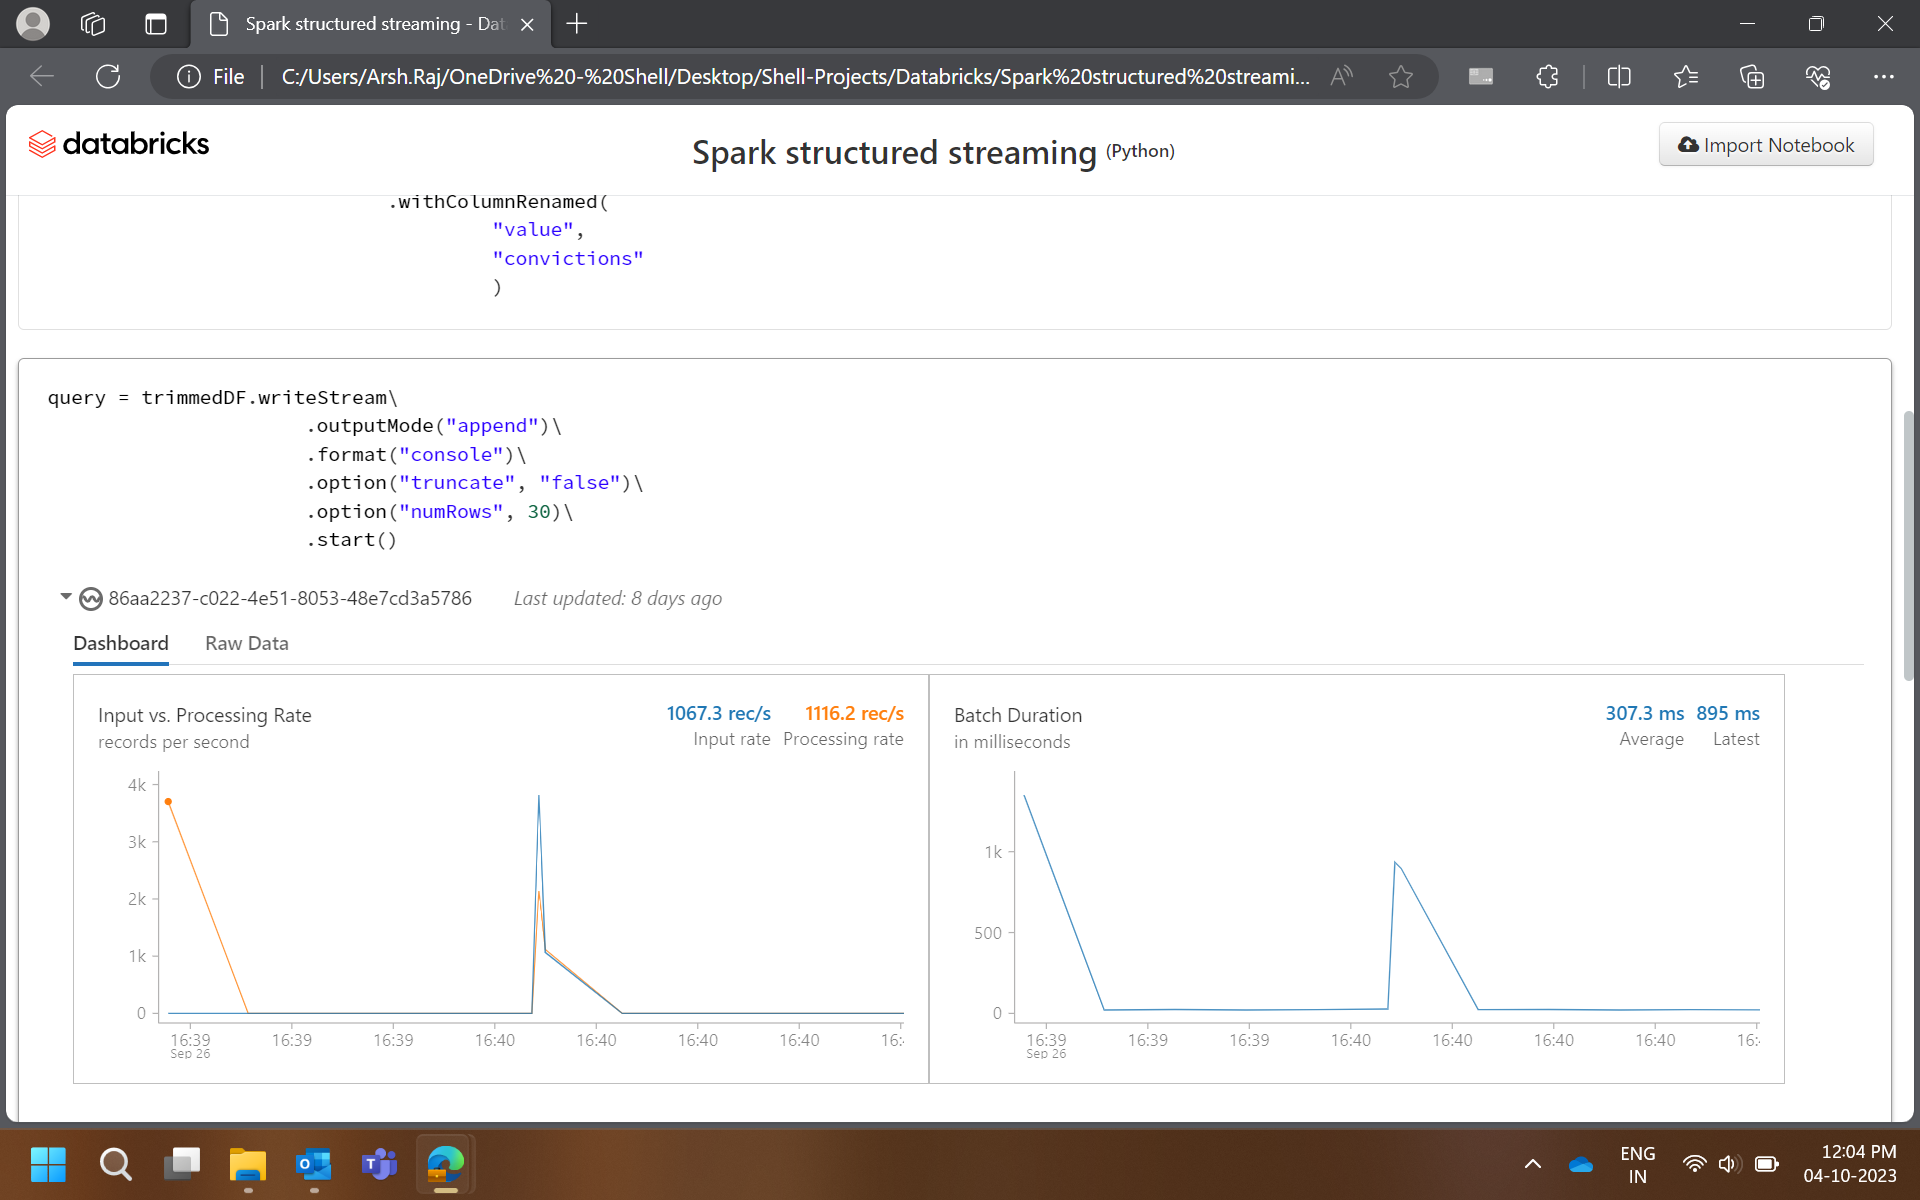 Spark structured streaming - Dat
File
C:/Users/Arsh.Raj/OneDrive%20-%20Shell/Desktop/Shell-Projects/Databricks/Spark%20structured%20streami...
databricks
Spark structured streaming (Python)
Import Notebook
.withColumnRenamed(
"value",
"convictions"
)
query = trimmedDF.writeStream\
.outputMode("append")\
.format("console")\
.option("truncate", "false")\
.option("numRows", 30)\
.start()
86aa2237-c022-4e51-8053-48e7cd3a5786 Last updated: 8 days ago
Dashboard Raw Data
Input vs. Processing Rate
records per second
1067.3 rec/s 1116.2 rec/s
Input rate Processing rate
4k
3k
2k
1k
0
16:39 16:39 16:39 16:40 16:40 16:40 16:40 16:4
Sep 26
Batch Duration
in milliseconds
307.3 ms 895 ms
Average Latest
1k
500
0
16:39 16:39 16:39 16:40 16:40 16:40 16:40 16:4
Sep 26
ENG
IN
12:04 PM
04-10-2023